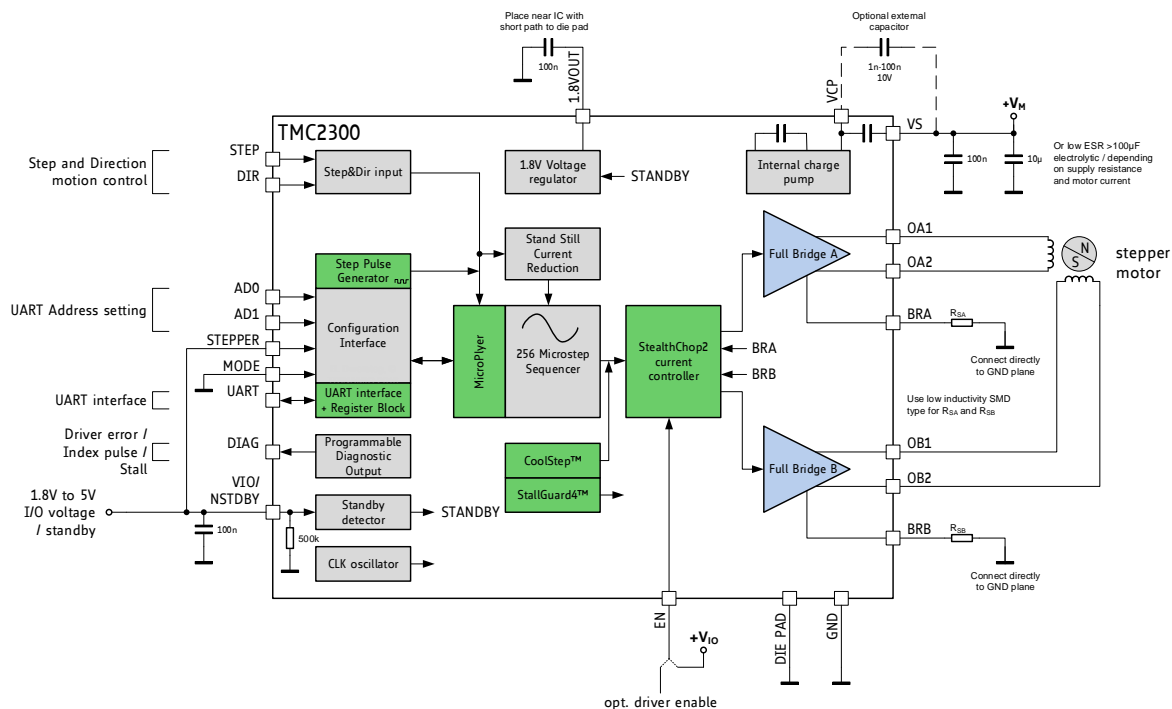 Place near IC with
short path to die pad
100n
1.8VOUT
Optional external
capacitor
1n-100n
10V
VCP
+VM
VS
100n
10µ
Or low ESR >100µF
electrolytic / depending
on supply resistance
and motor current
TMC2300
Step and Direction
motion control
STEP
DIR
Step&Dir input
1.8V Voltage
regulator
STANDBY
Internal charge
pump
Step Pulse
Generator
Stand Still
Current
Reduction
Full Bridge A
OA1
OA2
N
S
stepper
motor
UART Address setting
AD0
AD1
STEPPER
MODE
UART
Configuration
Interface
MicroPlyer
256 Microstep
Sequencer
StealthChop2
current
controller
BRA
BRB
BRA
RSA
Connect directly
to GND plane
UART interface
UART interface
+ Register Block
Use low inductivity SMD
type for RSA and RSB
Driver error /
Index pulse /
Stall
DIAG
Programmable
Diagnostic
Output
CoolStep™
StallGuard4™
Full Bridge B
OB1
OB2
1.8V to 5V
I/O voltage
/ standby
VIO/
NSTDBY
100n
500k
Standby
detector
STANDBY
CLK oscillator
BRB
RSB
Connect directly
to GND plane
EN
+VIO
DIE PAD
GND
opt. driver enable